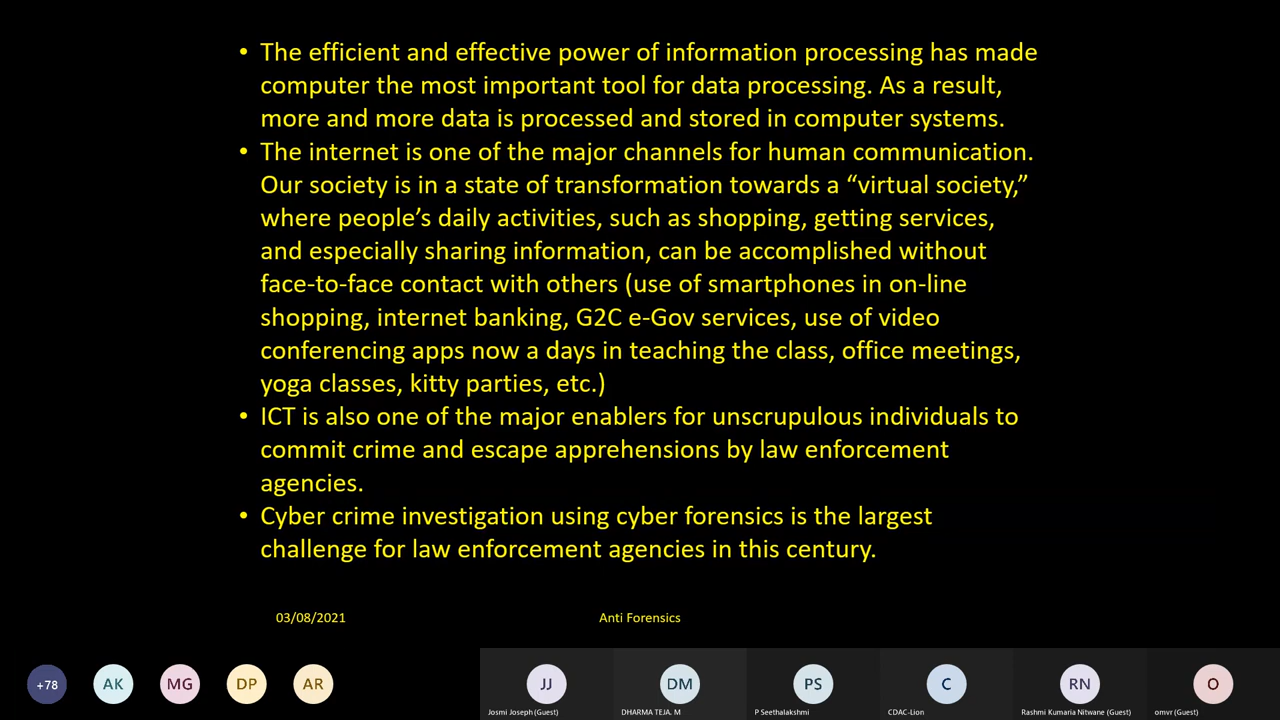 • The efficient and effective power of information processing has made
computer the most important tool for data processing. As a result,
more and more data is processed and stored in computer systems.
• The internet is one of the major channels for human communication.
Our society is in a state of transformation towards a “virtual society,”
where people’s daily activities, such as shopping, getting services,
and especially sharing information, can be accomplished without
face-to-face contact with others (use of smartphones in on-line
shopping, internet banking, G2C e-Gov services, use of video
conferencing apps now a days in teaching the class, office meetings,
yoga classes, kitty parties, etc.)
• ICT is also one of the major enablers for unscrupulous individuals to
commit crime and escape apprehensions by law enforcement
agencies.
• Cyber crime investigation using cyber forensics is the largest
challenge for law enforcement agencies in this century.
03/08/2021 Anti Forensics
+78 AK MG DP AR JJ DM PS C RN O
Josmi Joseph (Guest) DHARMA TEJA. M P Seethalakshmi CDAC-Lion Rashmi Kumaria Nitwane (Guest) omvr (Guest)